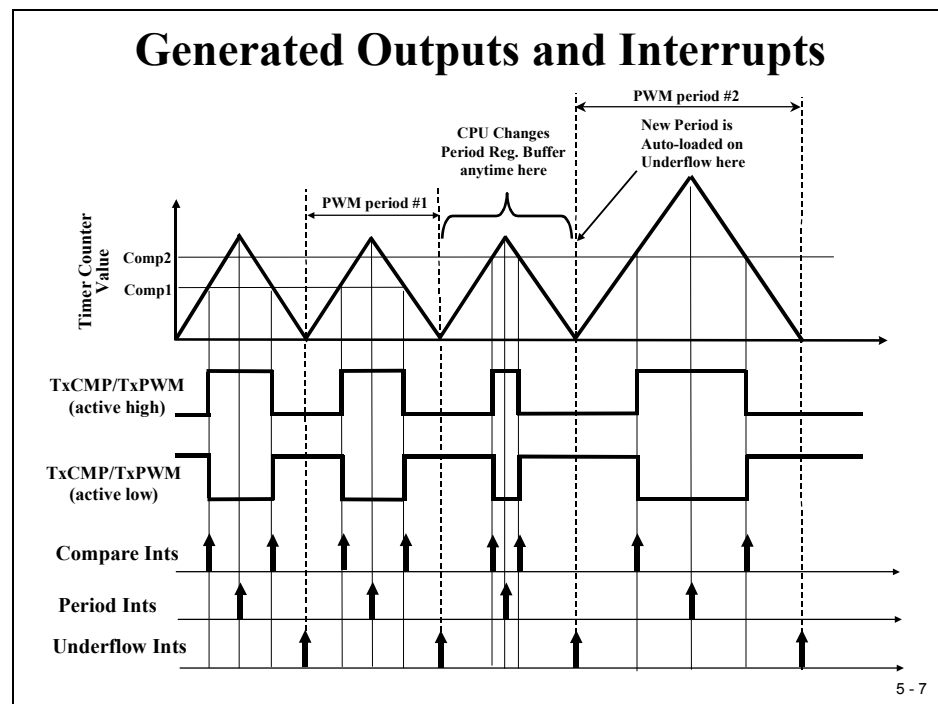 Generated Outputs and Interrupts
PWM period #2
CPU Changes
Period Reg. Buffer
anytime here
New Period is
Auto-loaded on
Underflow here
PWM period #1
Timer Counter
Value
Comp2
Comp1
TxCMP/TxPWM
(active high)
TxCMP/TxPWM
(active low)
Compare Ints
Period Ints
Underflow Ints
5 - 7